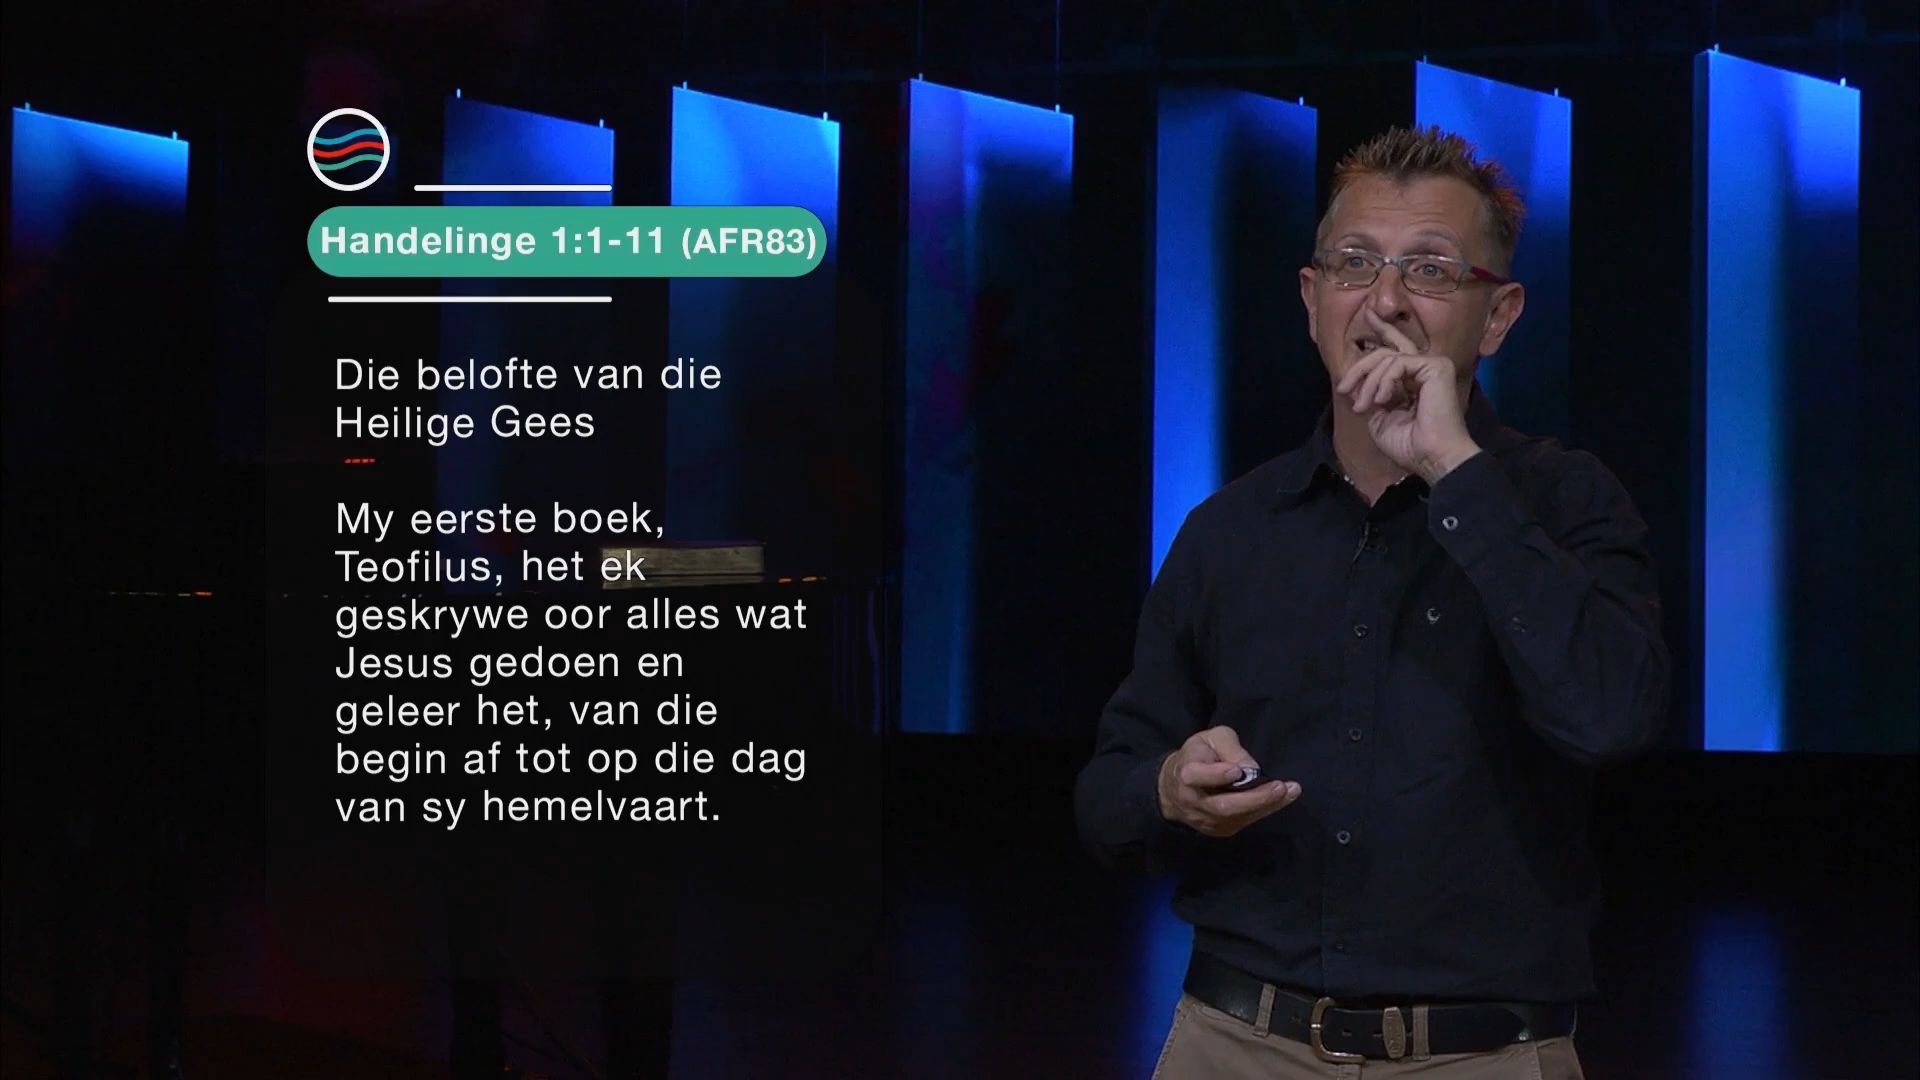 Handelinge 1:1-11 (AFR83)
Die belofte van die
Heilige Gees
My eerste boek,
Teofilus, het ek
geskrywe oor alles wat
Jesus gedoen en
geleer het, van die
begin af tot op die dag
van sy hemelvaart.